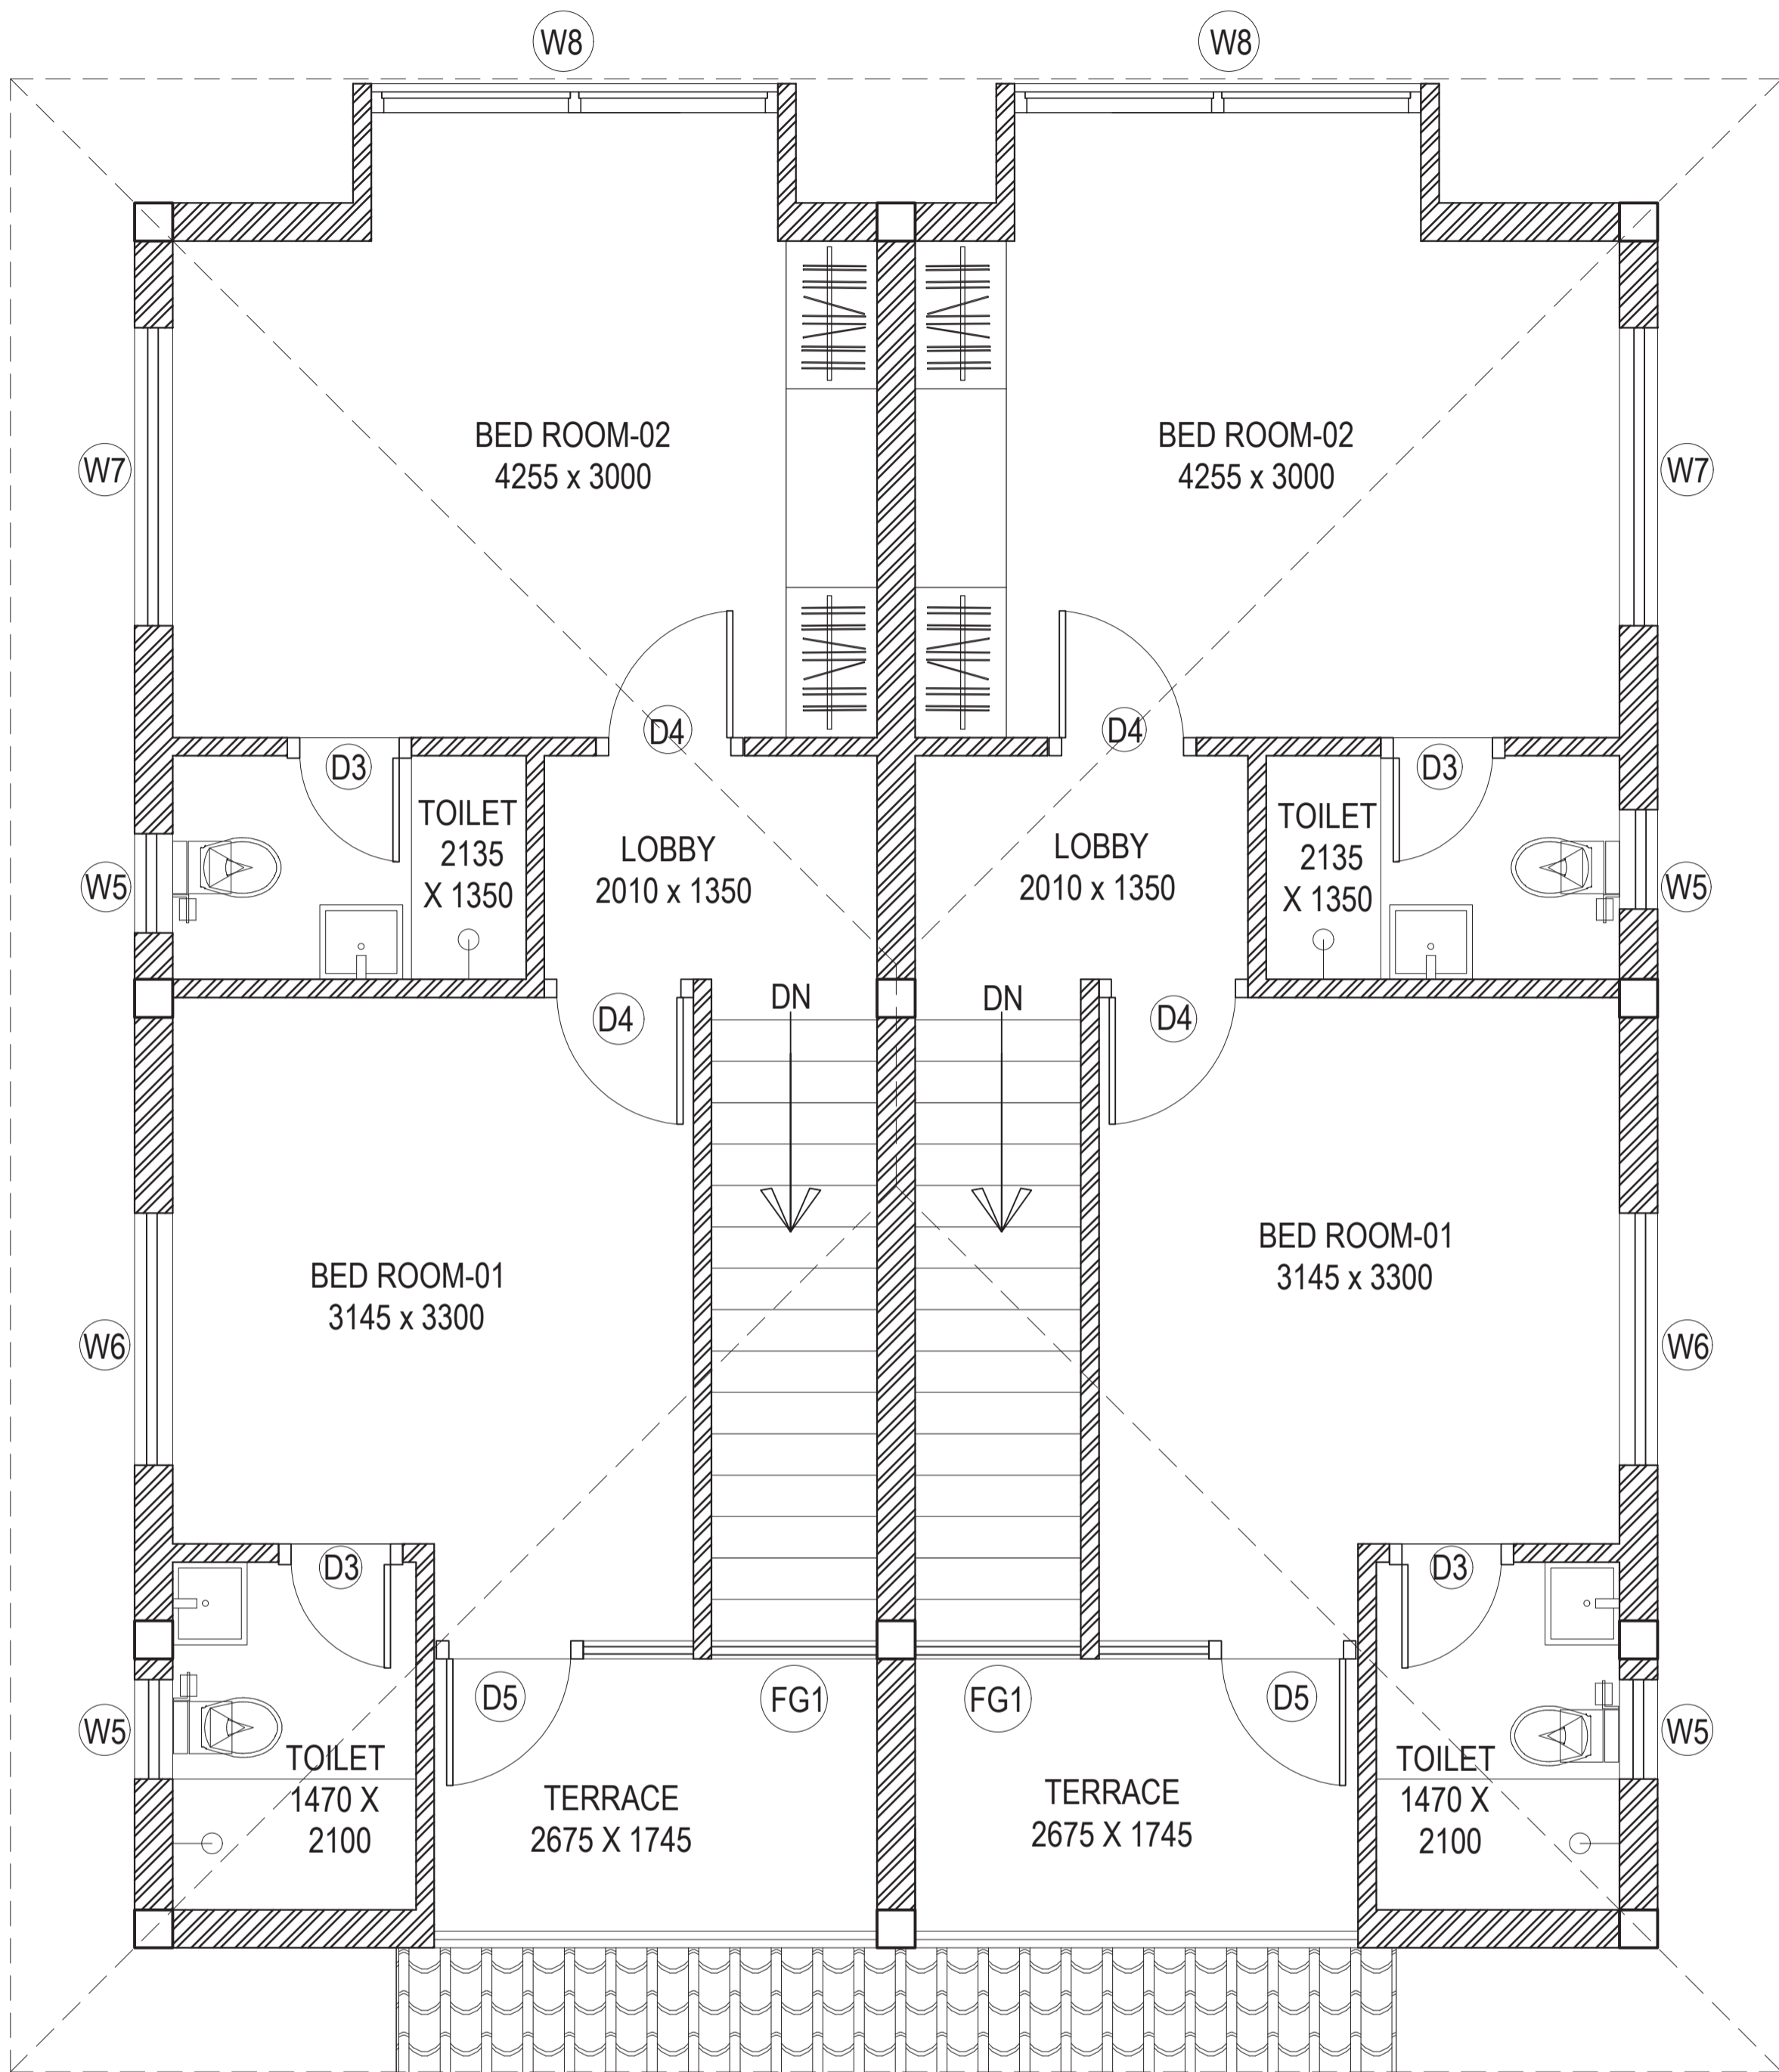 W8
W8
BED ROOM-02
4255 x 3000
BED ROOM-02
4255 x 3000
W7
W7
D4
D4
D3
D3
TOILET
2135
X 1350
LOBBY
2010 x 1350
LOBBY
2010 x 1350
TOILET
2135
X 1350
W5
W5
D4
DN
DN
D4
BED ROOM-01
3145 x 3300
BED ROOM-01
3145 x 3300
W6
W6
D3
D3
D5
FG1
FG1
D5
W5
W5
TOILET
1470 X
2100
TERRACE
2675 X 1745
TERRACE
2675 X 1745
TOILET
1470 X
2100